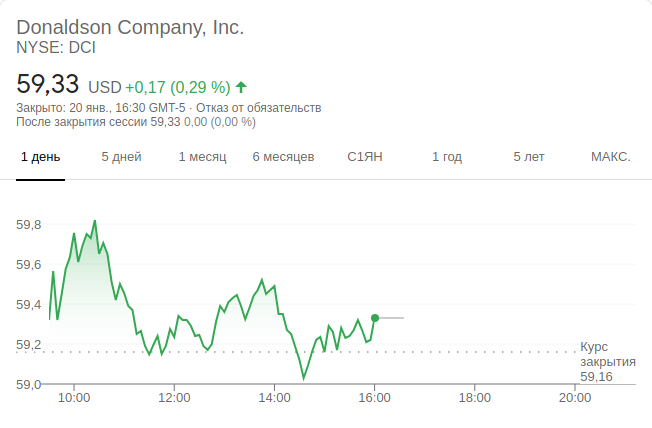 Donaldson Company, Inc.
NYSE: DCI
59,33 USD +0,17 (0,29 %)
Закрыто: 20 янв., 16:30 GMT-5 · Отказ от обязательств
После закрытия сессии 59,33 0,00 (0,00 %)
1 день 5 дней 1 месяц 6 месяцев С1ЯН 1 год 5 лет МАКС.
59,8
59,6
59,4
59,2
59,0
Курс
закрытия
59,16
10:00 12:00 14:00 16:00 18:00 20:00